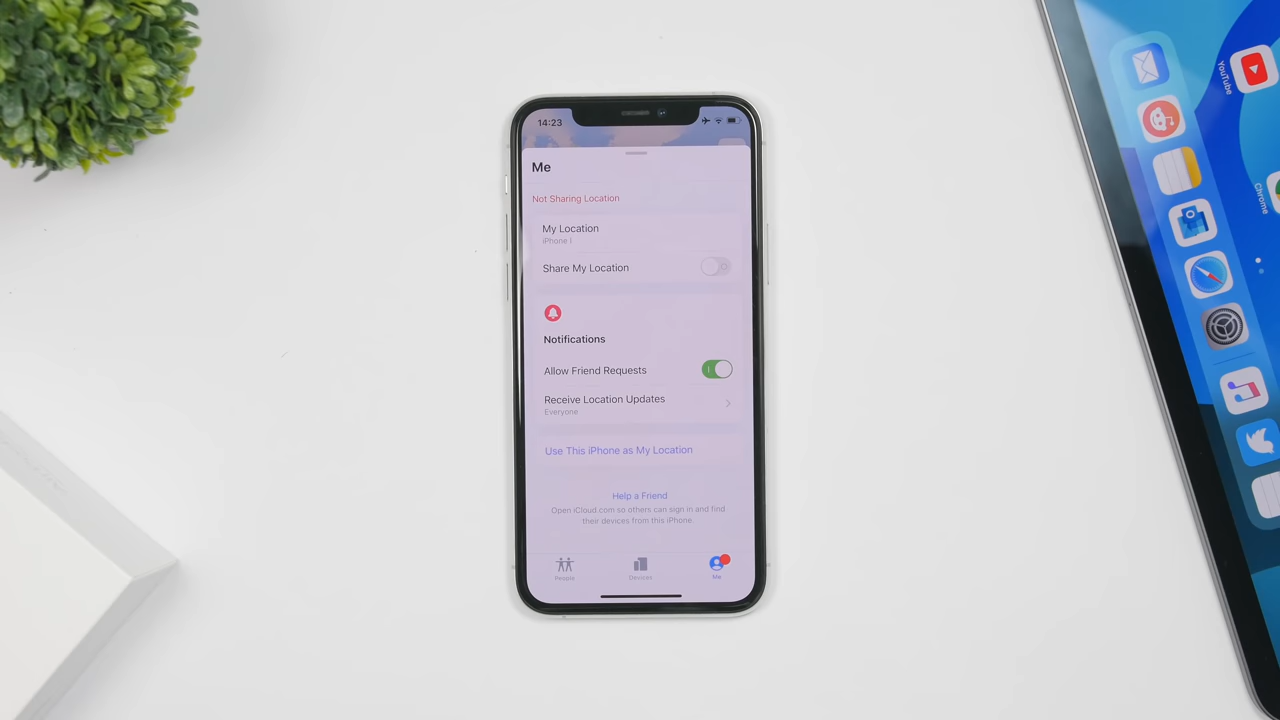 14:23
Me
Not Sharing Location
My Location
iPhone I
Share My Location
Notifications
Allow Friend Requests
Receive Location Updates
Everyone
Use This iPhone as My Location
Help a Friend
Open iCloud.com so others can sign in and find
their devices from this iPhone.
People
Devices
Me
YouTube
Chrome